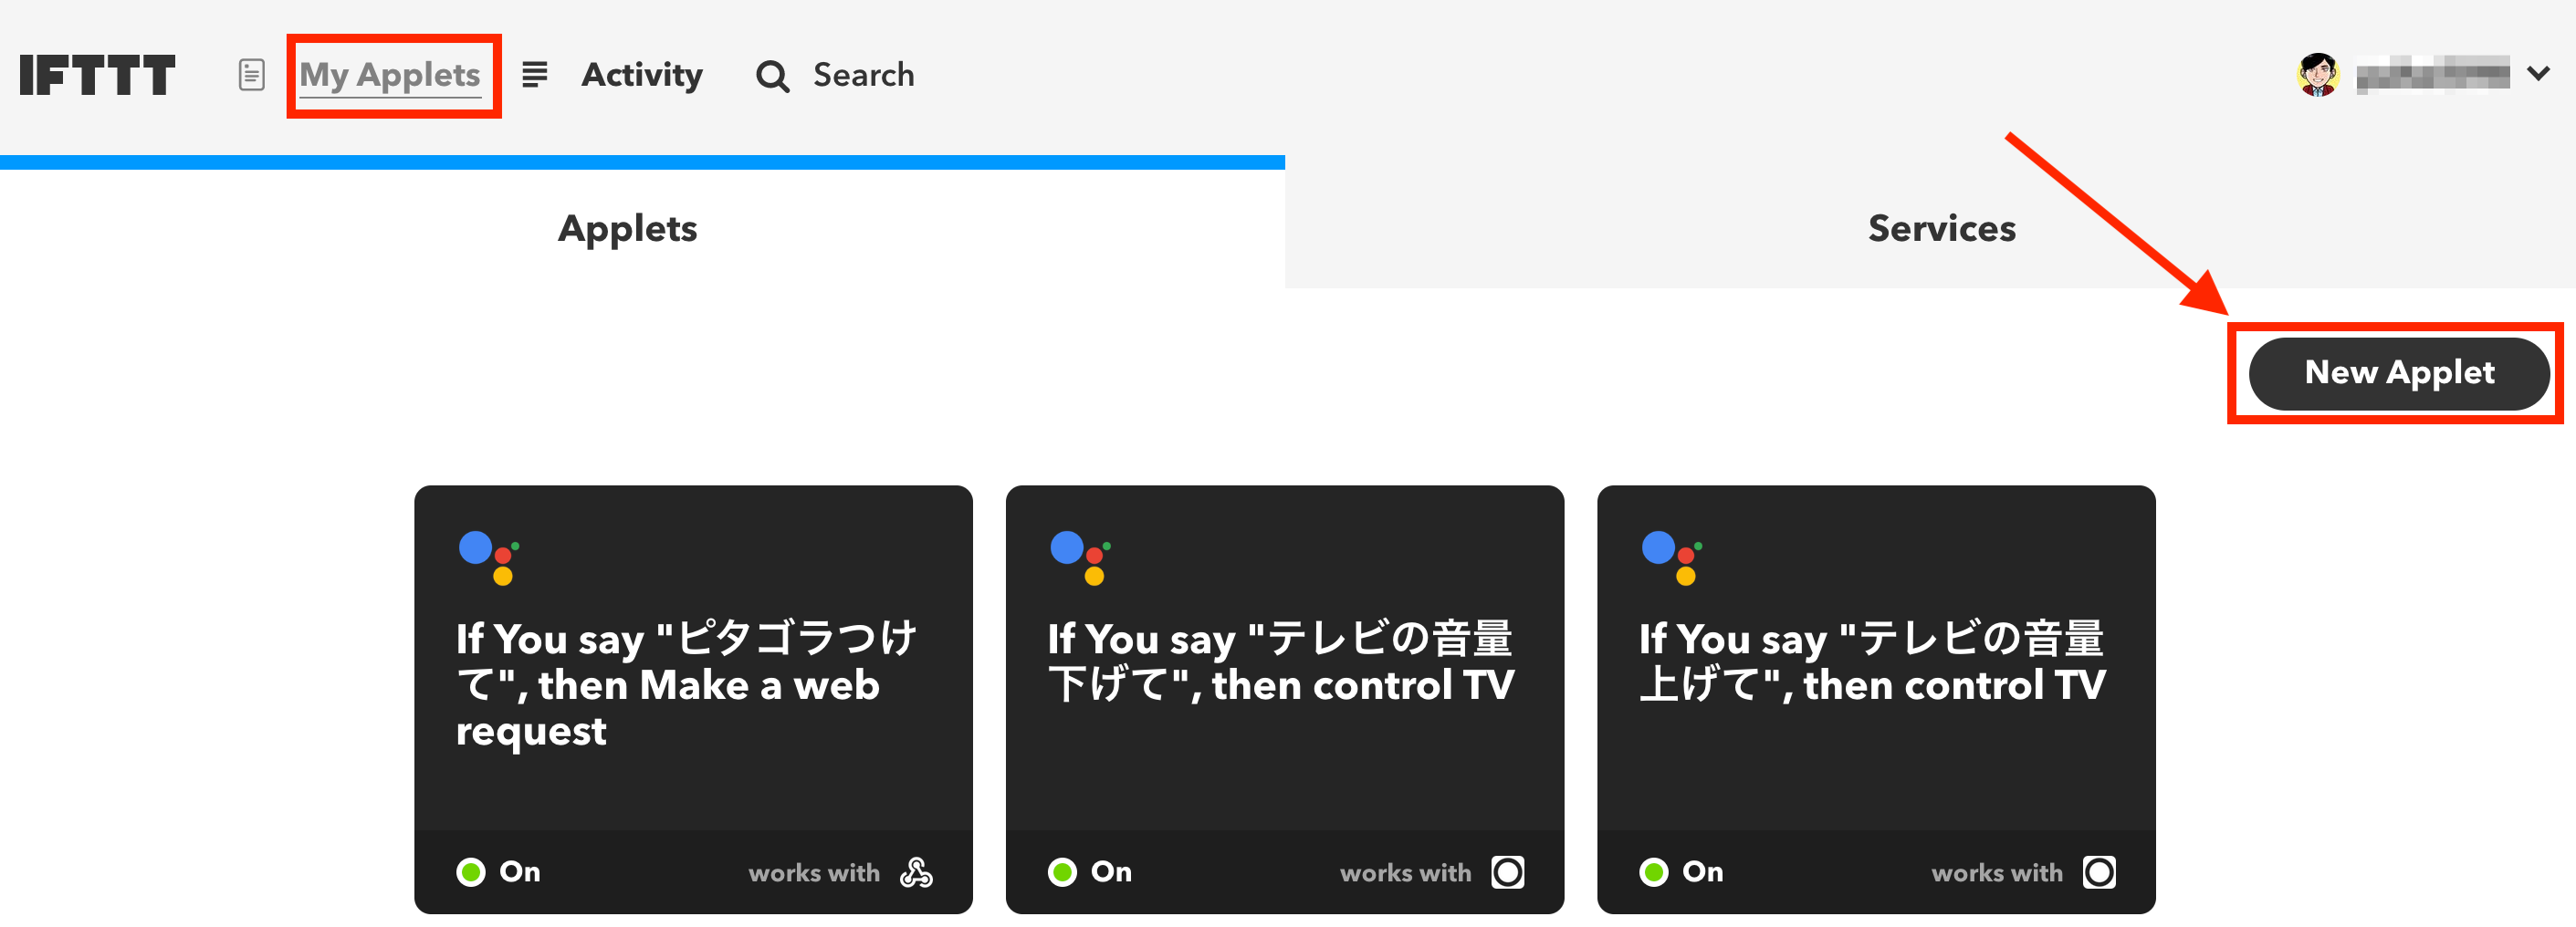 IFTTT My Applets Activity Search
Applets Services
New Applet
If You say "ピタゴラつけ
て", then Make a web
request
On works with
If You say "テレビの音量
下げて", then control TV
On works with
If You say "テレビの音量
上げて", then control TV
On works with